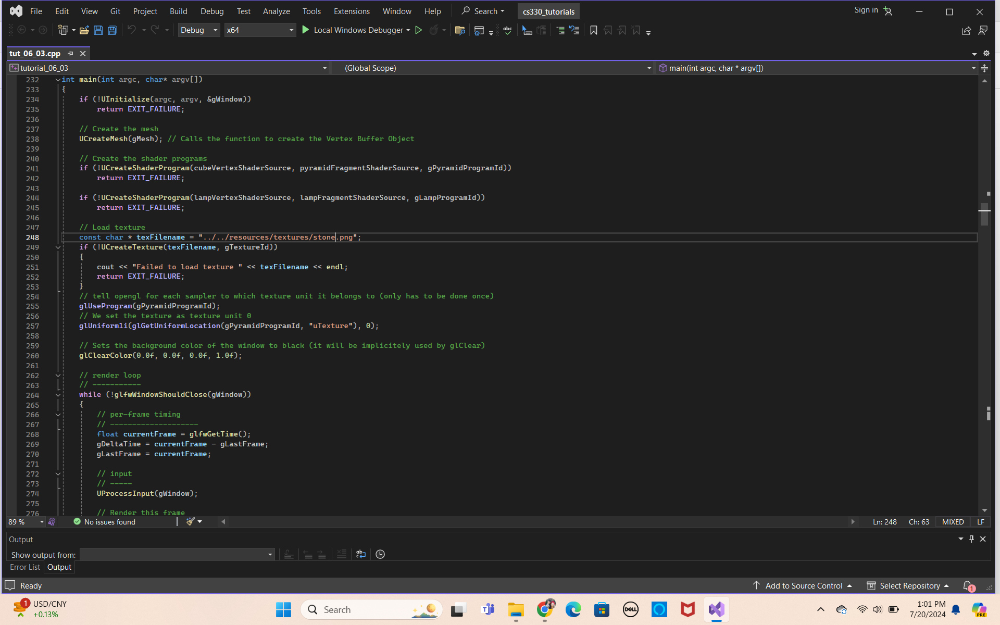 File Edit View Git Project Build Debug Test Analyze Tools Extensions Window Help Search cs330_tutorials Sign in
Debug x64 Local Windows Debugger
tut_06_03.cpp
tutorial_06_03 (Global Scope) main(int argc, char * argv[])
232 int main(int argc, char* argv[])
233 {
234 if (!UInitialize(argc, argv, &gWindow))
235 return EXIT_FAILURE;
236
237 // Create the mesh
238 UCreateMesh(gMesh); // Calls the function to create the Vertex Buffer Object
239
240 // Create the shader programs
241 if (!UCreateShaderProgram(cubeVertexShaderSource, pyramidFragmentShaderSource, gPyramidProgramId))
242 return EXIT_FAILURE;
243
244 if (!UCreateShaderProgram(lampVertexShaderSource, lampFragmentShaderSource, gLampProgramId))
245 return EXIT_FAILURE;
246
247 // Load texture
248 const char * texFilename = "../../resources/textures/stone.png";
249 if (!UCreateTexture(texFilename, gTextureId))
250 {
251 cout << "Failed to load texture " << texFilename << endl;
252 return EXIT_FAILURE;
253 }
254 // tell opengl for each sampler to which texture unit it belongs to (only has to be done once)
255 glUseProgram(gPyramidProgramId);
256 // We set the texture as texture unit 0
257 glUniform1i(glGetUniformLocation(gPyramidProgramId, "uTexture"), 0);
258
259 // Sets the background color of the window to black (it will be implicitely used by glClear)
260 glClearColor(0.0f, 0.0f, 0.0f, 1.0f);
261
262 // render loop
263 // -----------
264 while (!glfwWindowShouldClose(gWindow))
265 {
266 // per-frame timing
267 // --------------------
268 float currentFrame = glfwGetTime();
269 gDeltaTime = currentFrame - gLastFrame;
270 gLastFrame = currentFrame;
271
272 // input
273 // -----
274 UProcessInput(gWindow);
275
276 // Render this frame
89 % No issues found Ln: 248 Ch: 63 MIXED LF
Output
Show output from:
Error List Output
Ready Add to Source Control Select Repository 1
1 USD/CNY
+0.13%
Search
DELL
PRE
1:01 PM
7/20/2024